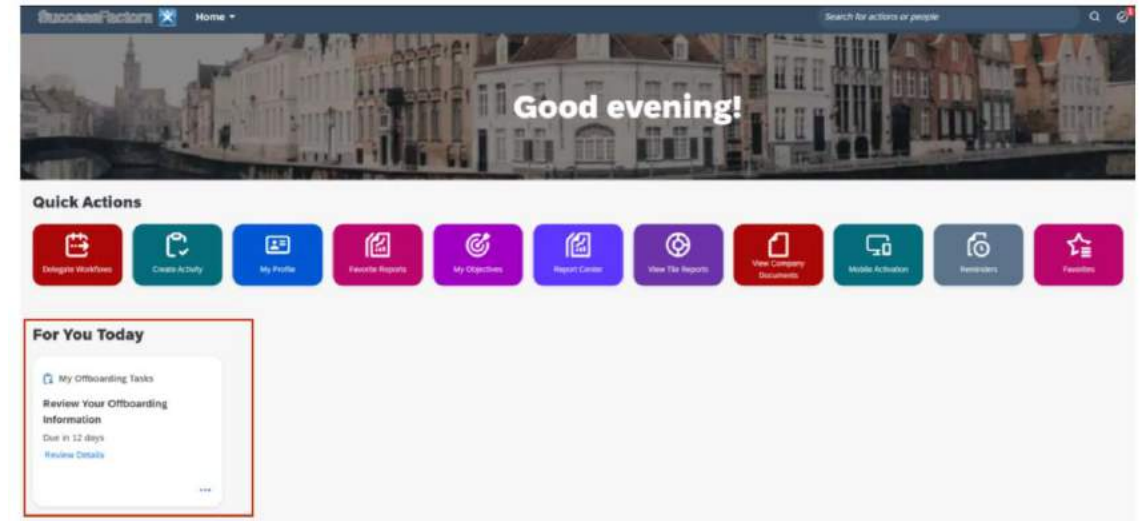 SuccessFactors Home
Search for actions or people
1
Good evening!
Quick Actions
Delegate Workflows
Create Activity
My Profile
Favorite Reports
My Objectives
Report Center
View Tile Reports
View Company
Documents
Mobile Activation
Reminders
Favorites
For You Today
My Offboarding Tasks
Review Your Offboarding
Information
Due in 12 days
Review Details